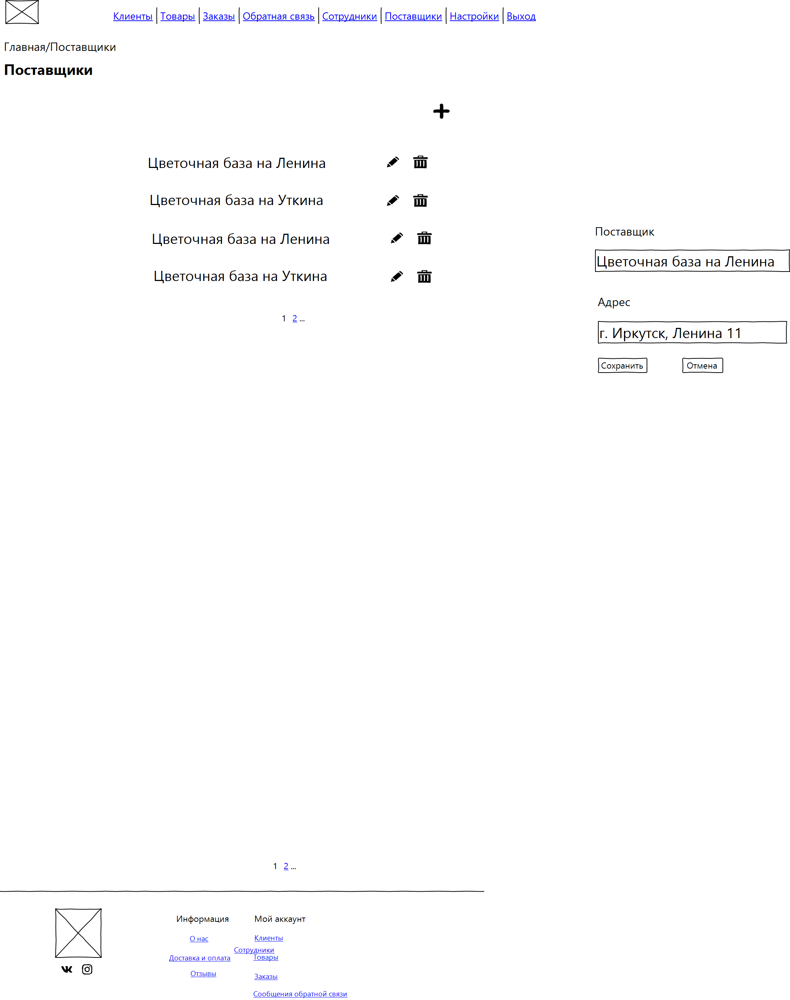 Клиенты Товары Заказы Обратная связь Сотрудники Поставщики Настройки Выход
Главная/Поставщики
Поставщики
Цветочная база на Ленина
Цветочная база на Уткина
Цветочная база на Ленина
Цветочная база на Уткина
1 2 ...
Поставщик
Цветочная база на Ленина
Адрес
г. Иркутск, Ленина 11
Сохранить Отмена
1 2 ...
Информация
О нас
Доставка и оплата
Отзывы
Мой аккаунт
Клиенты
Сотрудники
Товары
Заказы
Сообщения обратной связи